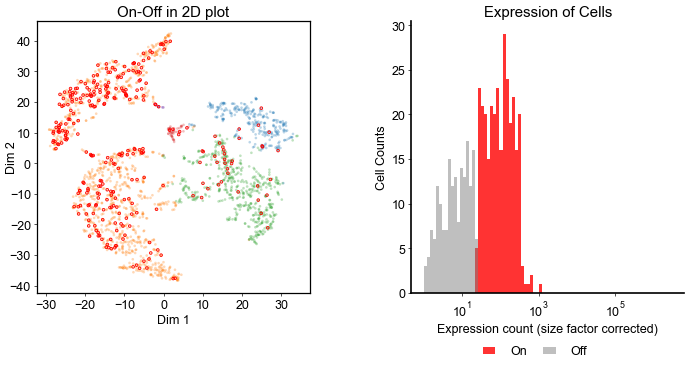 On-Off in 2D plot
Dim 2
40
30
20
10
0
−10
−20
−30
−40
−30 −20 −10 0 10 20 30
Dim 1
Expression of Cells
Cell Counts
30
25
20
15
10
5
0
10^1 10^3 10^5
Expression count (size factor corrected)
On Off